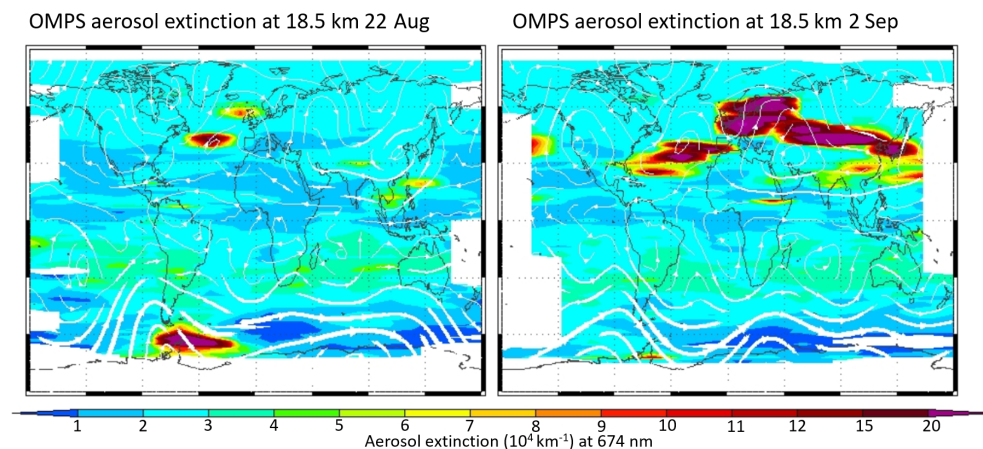 OMPS aerosol extinction at 18.5 km 22 Aug
OMPS aerosol extinction at 18.5 km 2 Sep
1 2 3 4 5 6 7 8 9 10 11 12 15 20
Aerosol extinction (10⁴ km⁻¹) at 674 nm